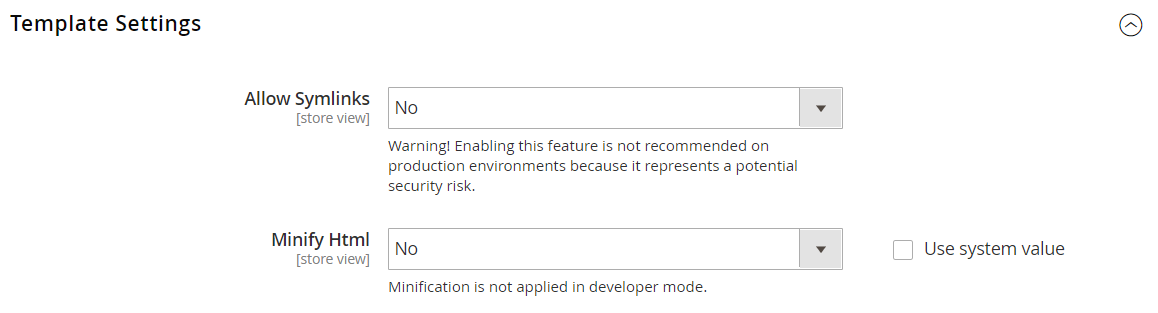 Template Settings
Allow Symlinks
[store view]
No
Warning! Enabling this feature is not recommended on
production environments because it represents a potential
security risk.
Minify Html
[store view]
No
Use system value
Minification is not applied in developer mode.